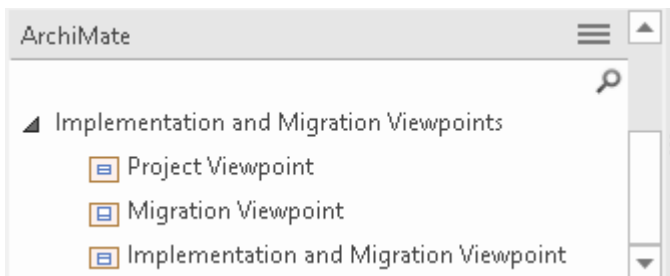 ArchiMate
Implementation and Migration Viewpoints
Project Viewpoint
Migration Viewpoint
Implementation and Migration Viewpoint